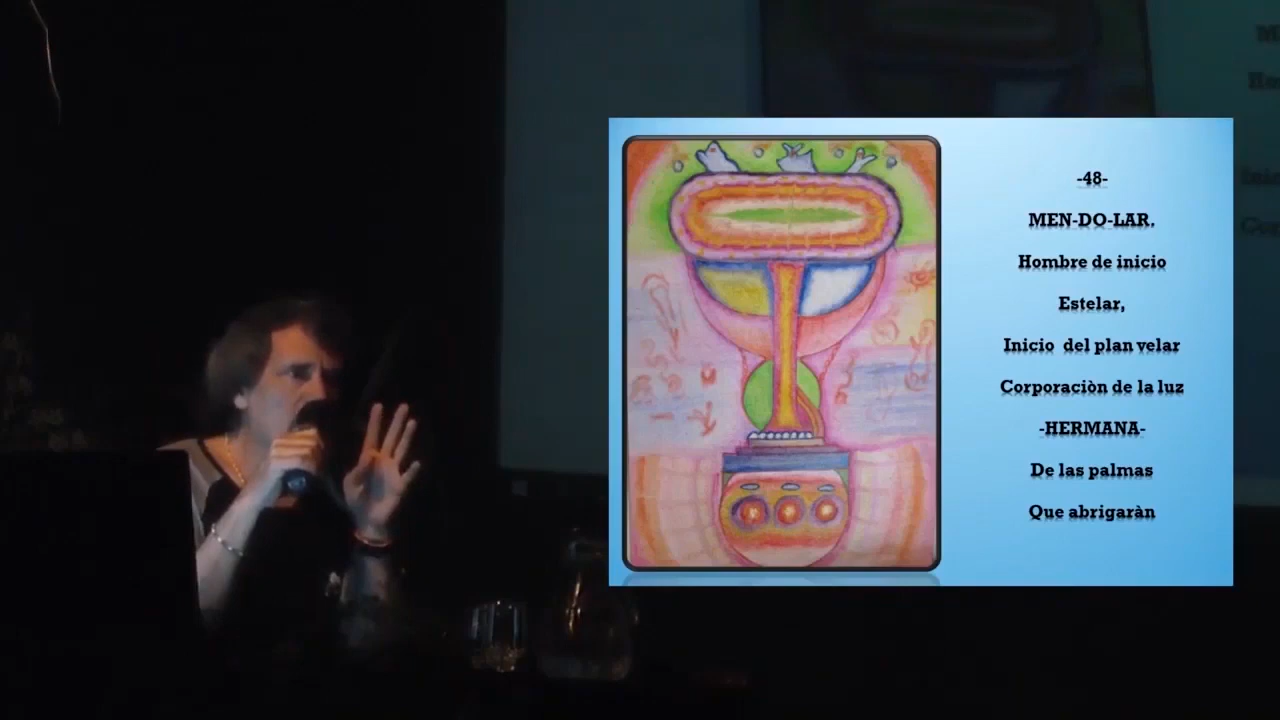 -48-
MEN-DO-LAR.
Hombre de inicio
Estelar,
Inicio del plan velar
Corporaciòn de la luz
-HERMANA-
De las palmas
Que abrigaràn